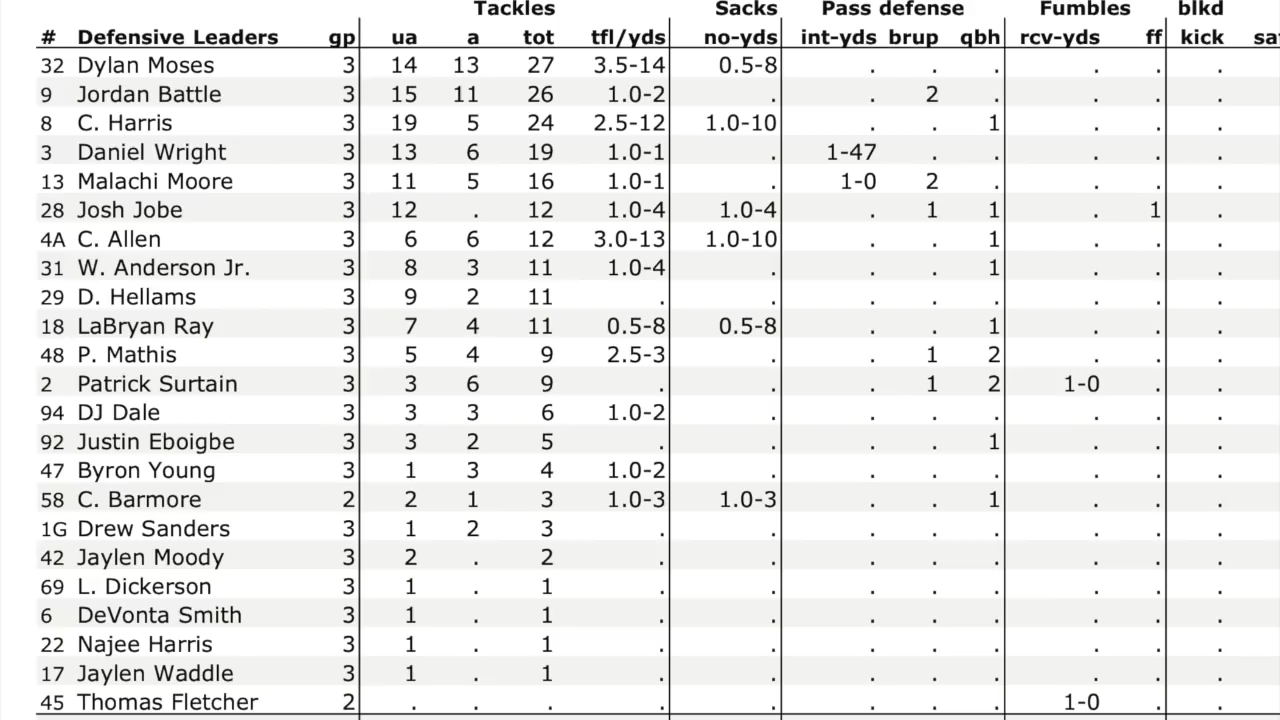 Tackles Sacks Pass defense Fumbles blkd
# Defensive Leaders gp ua a tot tfl/yds no-yds int-yds brup qbh rcv-yds ff kick sa
32 Dylan Moses 3 14 13 27 3.5-14 0.5-8 . . . . . .
9 Jordan Battle 3 15 11 26 1.0-2 . . 2 . . . .
8 C. Harris 3 19 5 24 2.5-12 1.0-10 . . 1 . . .
3 Daniel Wright 3 13 6 19 1.0-1 . 1-47 . . . . .
13 Malachi Moore 3 11 5 16 1.0-1 . 1-0 2 . . . .
28 Josh Jobe 3 12 . 12 1.0-4 1.0-4 . 1 1 . 1 .
4A C. Allen 3 6 6 12 3.0-13 1.0-10 . . 1 . . .
31 W. Anderson Jr. 3 8 3 11 1.0-4 . . . 1 . . .
29 D. Hellams 3 9 2 11 . . . . . . . .
18 LaBryan Ray 3 7 4 11 0.5-8 0.5-8 . . 1 . . .
48 P. Mathis 3 5 4 9 2.5-3 . . 1 2 . . .
2 Patrick Surtain 3 3 6 9 . . . 1 2 1-0 . .
94 DJ Dale 3 3 3 6 1.0-2 . . . . . . .
92 Justin Eboigbe 3 3 2 5 . . . . 1 . . .
47 Byron Young 3 1 3 4 1.0-2 . . . . . . .
58 C. Barmore 2 2 1 3 1.0-3 1.0-3 . . 1 . . .
1G Drew Sanders 3 1 2 3 . . . . . . . .
42 Jaylen Moody 3 2 . 2 . . . . . . . .
69 L. Dickerson 3 1 . 1 . . . . . . . .
6 DeVonta Smith 3 1 . 1 . . . . . . . .
22 Najee Harris 3 1 . 1 . . . . . . . .
17 Jaylen Waddle 3 1 . 1 . . . . . . . .
45 Thomas Fletcher 2 . . . . . . . . 1-0 . .